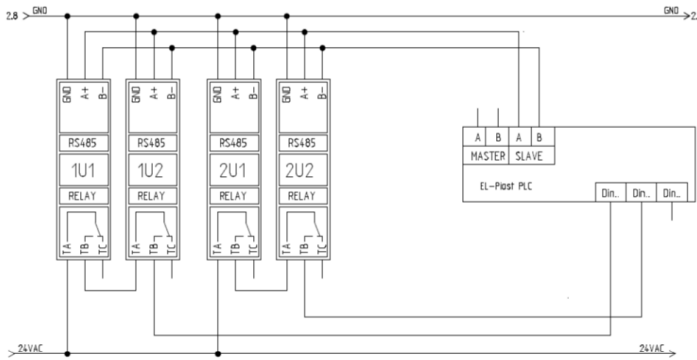 2.8 GND GND 2.
GND A+ B- GND A+ B- GND A+ B- GND A+ B-
RS485 RS485 RS485 RS485
A B A B
1U1 1U2 2U1 2U2
MASTER SLAVE
EL-Piast PLC
RELAY RELAY RELAY RELAY
Din.. Din.. Din..
TA TB TC TA TB TC TA TB TC TA TB TC
24VAC 24VAC